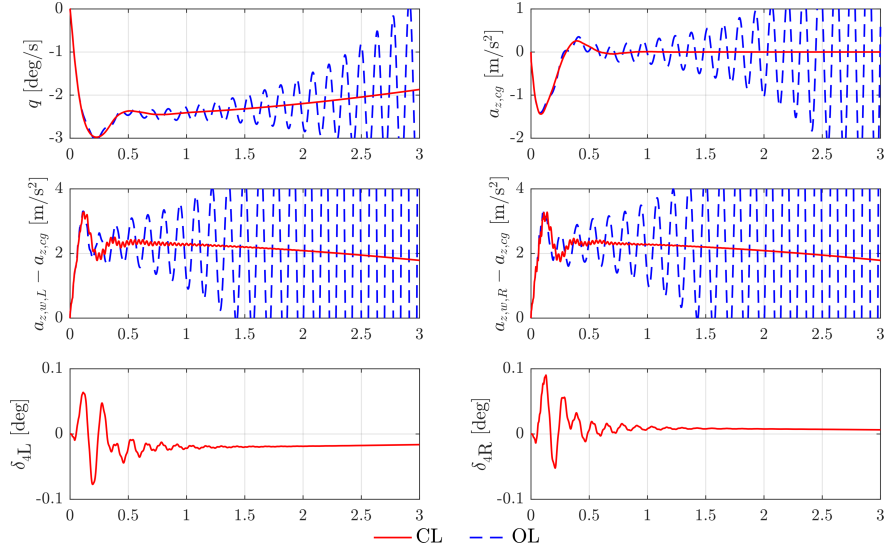 0
-1
-2
-3
q [deg/s]
0 0.5 1 1.5 2 2.5 3
1
0
-1
-2
a_{z,cg} [m/s²]
0 0.5 1 1.5 2 2.5 3
4
2
0
a_{z,w,L} − a_{z,cg} [m/s²]
0 0.5 1 1.5 2 2.5 3
4
2
0
a_{z,w,R} − a_{z,cg} [m/s²]
0 0.5 1 1.5 2 2.5 3
0.1
0
-0.1
δ_{4L} [deg]
0 0.5 1 1.5 2 2.5 3
0.1
0
-0.1
δ_{4R} [deg]
0 0.5 1 1.5 2 2.5 3
CL OL